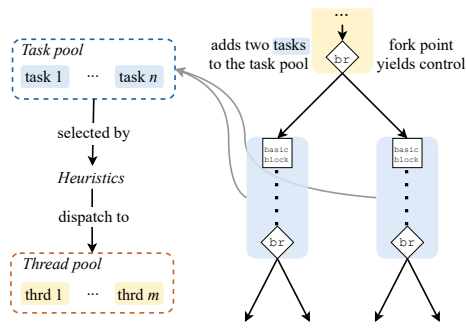 Task pool
task 1 ... task n
selected by
Heuristics
dispatch to
Thread pool
thrd 1 ... thrd m
...
adds two tasks
to the task pool
br
fork point
yields control
basic
block
br
basic
block
br